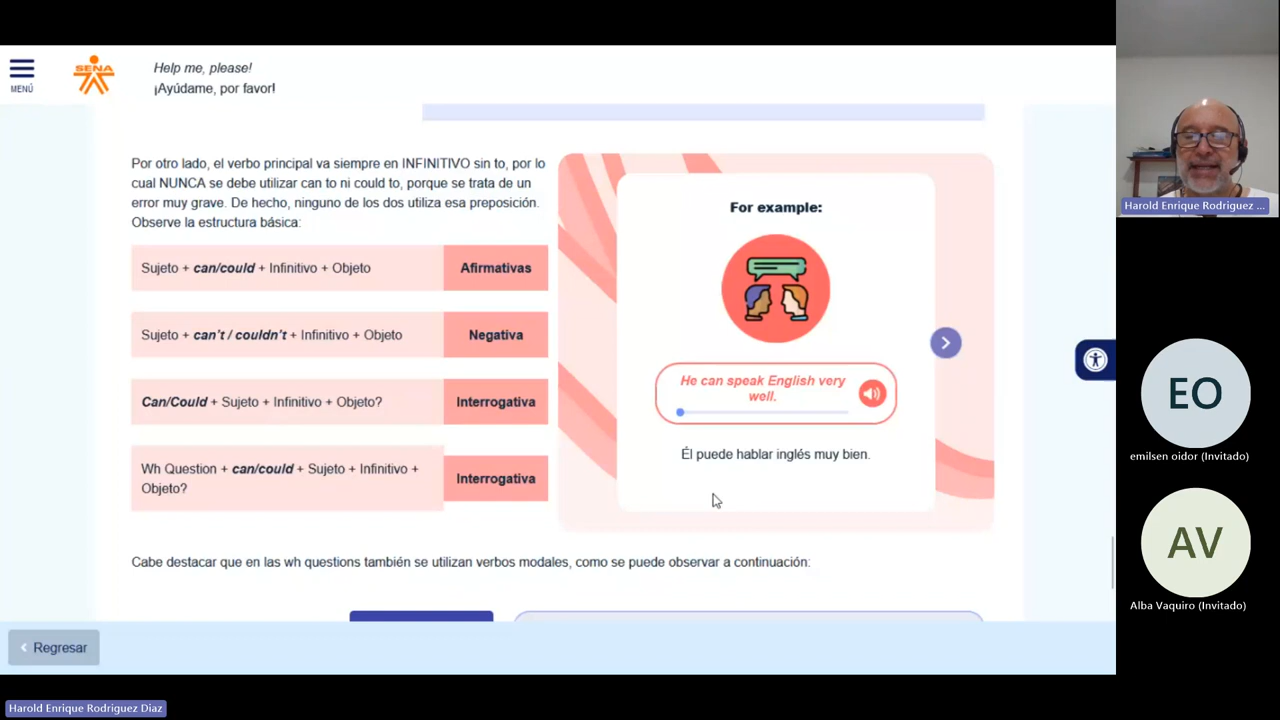 MENÚ
SENA
Help me, please!
¡Ayúdame, por favor!
Por otro lado, el verbo principal va siempre en INFINITIVO sin to, por lo
cual NUNCA se debe utilizar can to ni could to, porque se trata de un
error muy grave. De hecho, ninguno de los dos utiliza esa preposición.
Observe la estructura básica:
Sujeto + can/could + Infinitivo + Objeto
Afirmativas
Sujeto + can't / couldn't + Infinitivo + Objeto
Negativa
Can/Could + Sujeto + Infinitivo + Objeto?
Interrogativa
Wh Question + can/could + Sujeto + Infinitivo +
Objeto?
Interrogativa
For example:
He can speak English very
well.
Él puede hablar inglés muy bien.
Cabe destacar que en las wh questions también se utilizan verbos modales, como se puede observar a continuación:
Regresar
Harold Enrique Rodriguez ...
EO
emilsen oidor (Invitado)
AV
Alba Vaquiro (Invitado)
Harold Enrique Rodriguez Diaz